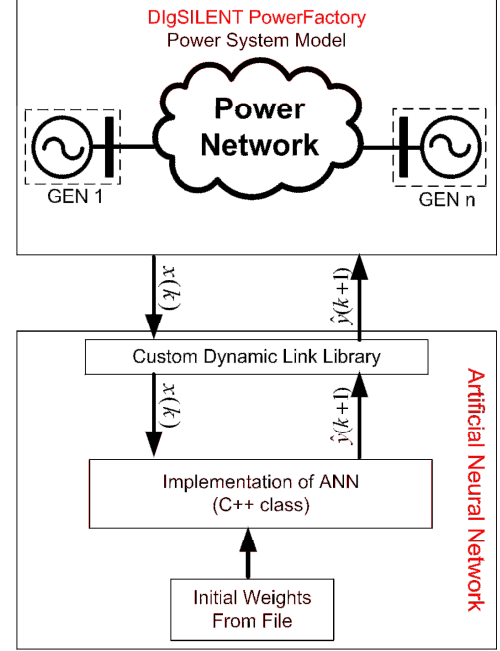 DIgSILENT PowerFactory
Power System Model
Power
Network
GEN 1
GEN n
x(k)
ŷ(k+1)
Custom Dynamic Link Library
x(k)
ŷ(k+1)
Implementation of ANN
(C++ class)
Initial Weights
From File
Artificial Neural Network